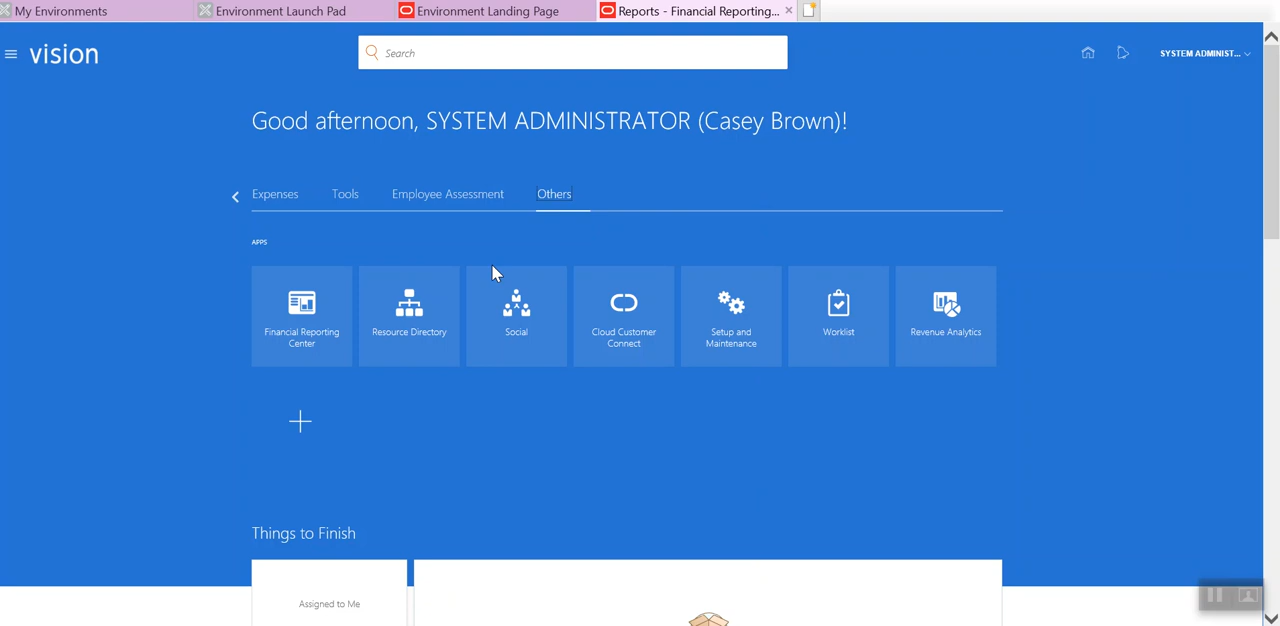 My Environments
Environment Launch Pad
Environment Landing Page
Reports - Financial Reporting...
vision
Search
SYSTEM ADMINIST...
Good afternoon, SYSTEM ADMINISTRATOR (Casey Brown)!
Expenses
Tools
Employee Assessment
Others
APPS
Financial Reporting
Center
Resource Directory
Social
Cloud Customer
Connect
Setup and
Maintenance
Worklist
Revenue Analytics
Things to Finish
Assigned to Me